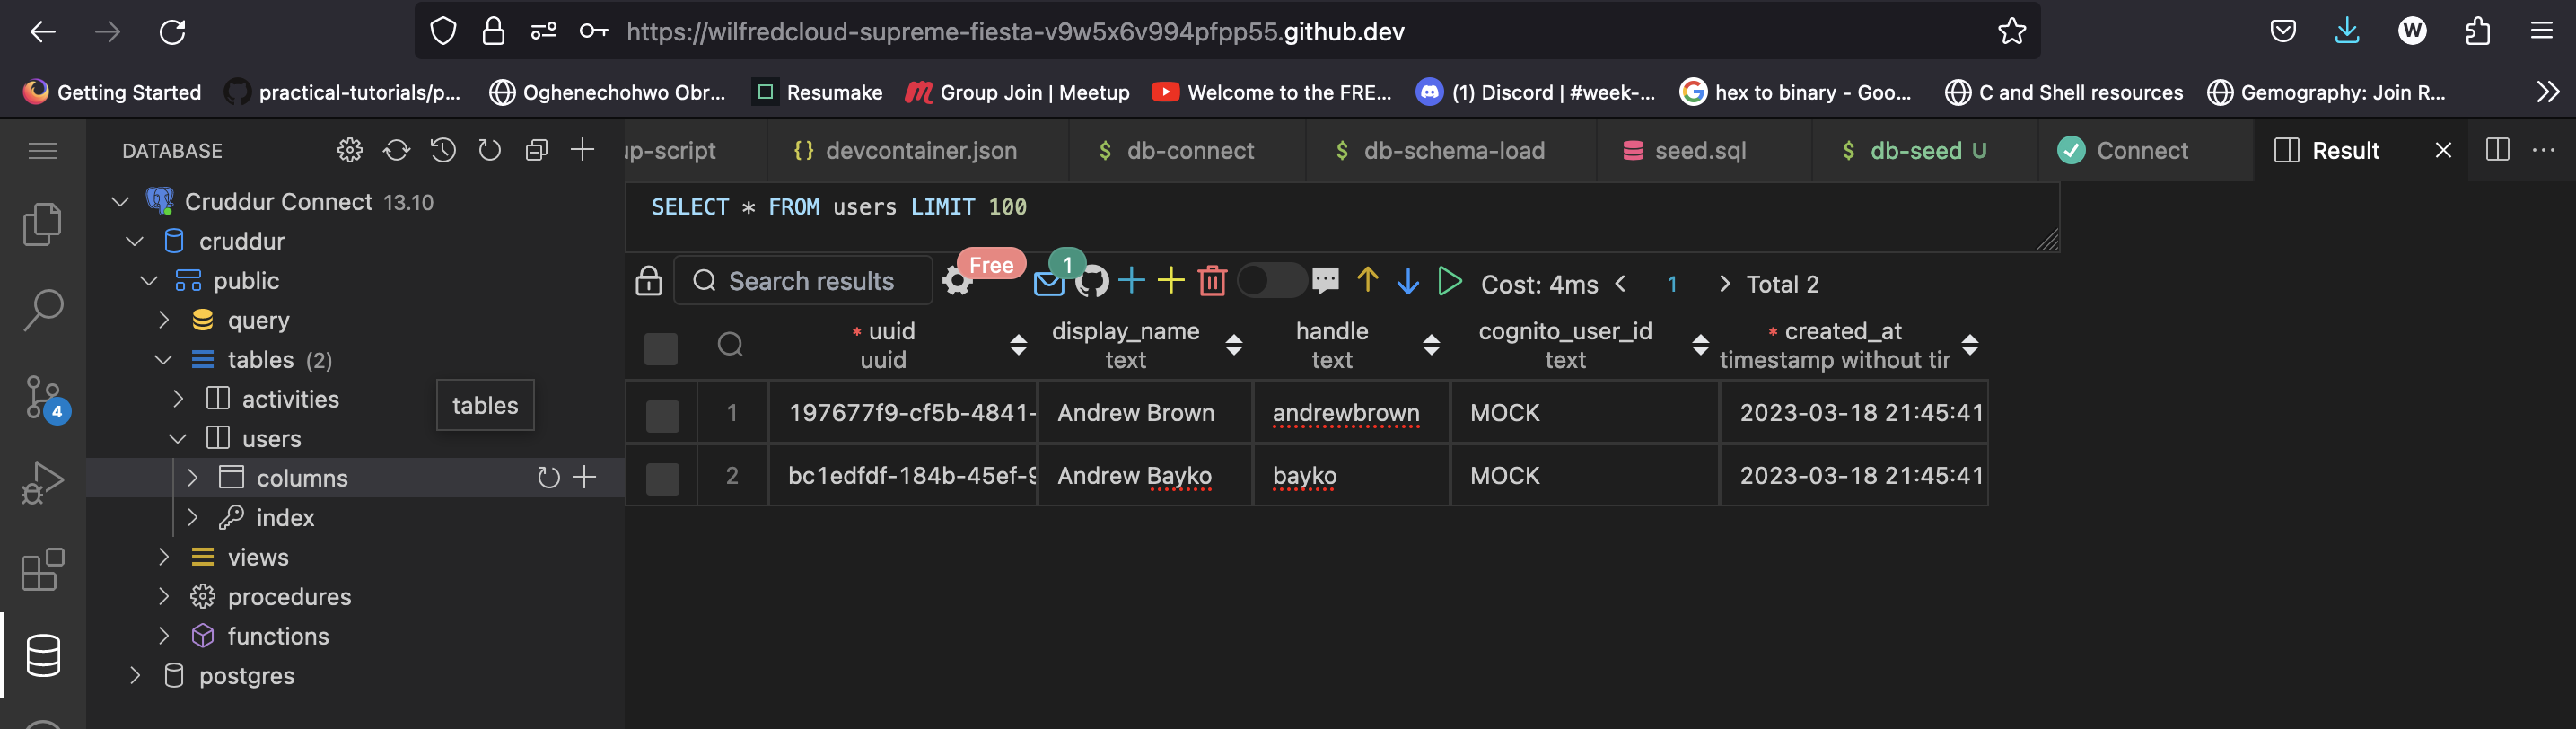 https://wilfredcloud-supreme-fiesta-v9w5x6v994pfpp55.github.dev
W
Getting Started practical-tutorials/p... Oghenechohwo Obr... Resumake Group Join | Meetup Welcome to the FRE... (1) Discord | #week-... hex to binary - Goo... C and Shell resources Gemography: Join R...
DATABASE
up-script {} devcontainer.json $ db-connect $ db-schema-load seed.sql $ db-seed U Connect Result
Cruddur Connect 13.10
cruddur
public
query
tables (2)
activities
tables
users
columns
index
views
procedures
functions
postgres
4
SELECT * FROM users LIMIT 100
Search results Free 1 Cost: 4ms 1 Total 2
* uuid display_name handle cognito_user_id * created_at
uuid text text text timestamp without tir
1 197677f9-cf5b-4841- Andrew Brown andrewbrown MOCK 2023-03-18 21:45:41
2 bc1edfdf-184b-45ef-9 Andrew Bayko bayko MOCK 2023-03-18 21:45:41